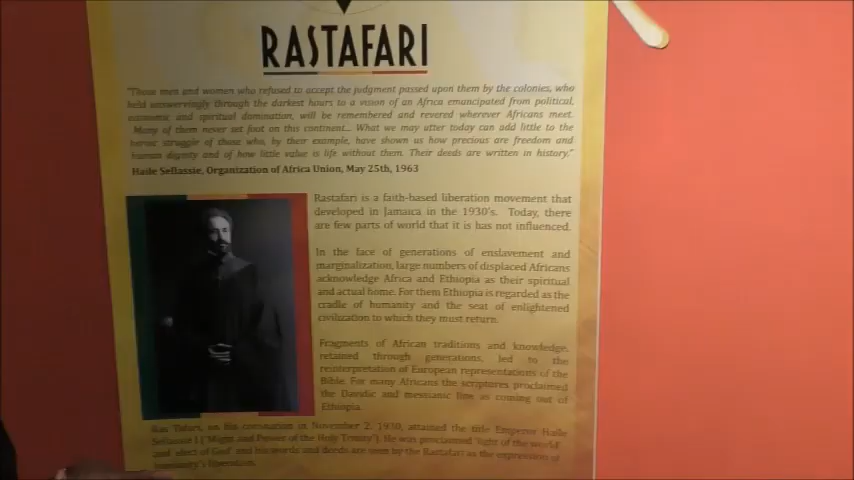 RASTAFARI
"Those men and women who refused to accept the judgment passed upon them by the colonies, who
held unswervingly through the darkest hours to a vision of an Africa emancipated from political,
economic and spiritual domination, will be remembered and revered wherever Africans meet.
Many of them never set foot on this continent... What we may utter today can add little to the
heroic struggle of those who, by their example, have shown us how precious are freedom and
human dignity and of how little value is life without them. Their deeds are written in history."
Haile Sellassie, Organization of Africa Union, May 25th, 1963
Rastafari is a faith-based liberation movement that
developed in Jamaica in the 1930's. Today, there
are few parts of world that it is has not influenced.
In the face of generations of enslavement and
marginalization, large numbers of displaced Africans
acknowledge Africa and Ethiopia as their spiritual
and actual home. For them Ethiopia is regarded as the
cradle of humanity and the seat of enlightened
civilization to which they must return.
Fragments of African traditions and knowledge,
retained through generations, led to the
reinterpretation of European representations of the
Bible. For many Africans the scriptures proclaimed
the Davidic and messianic line as coming out of
Ethiopia.
Ras Tafari, on his coronation in November 2, 1930, attained the title Emperor Haile
Sellassie I ("Might and Power of the Holy Trinity"). He was proclaimed 'light of the world'
and 'elect of God' and his words and deeds are seen by the Rastafari as the expression of
humanity's liberation.